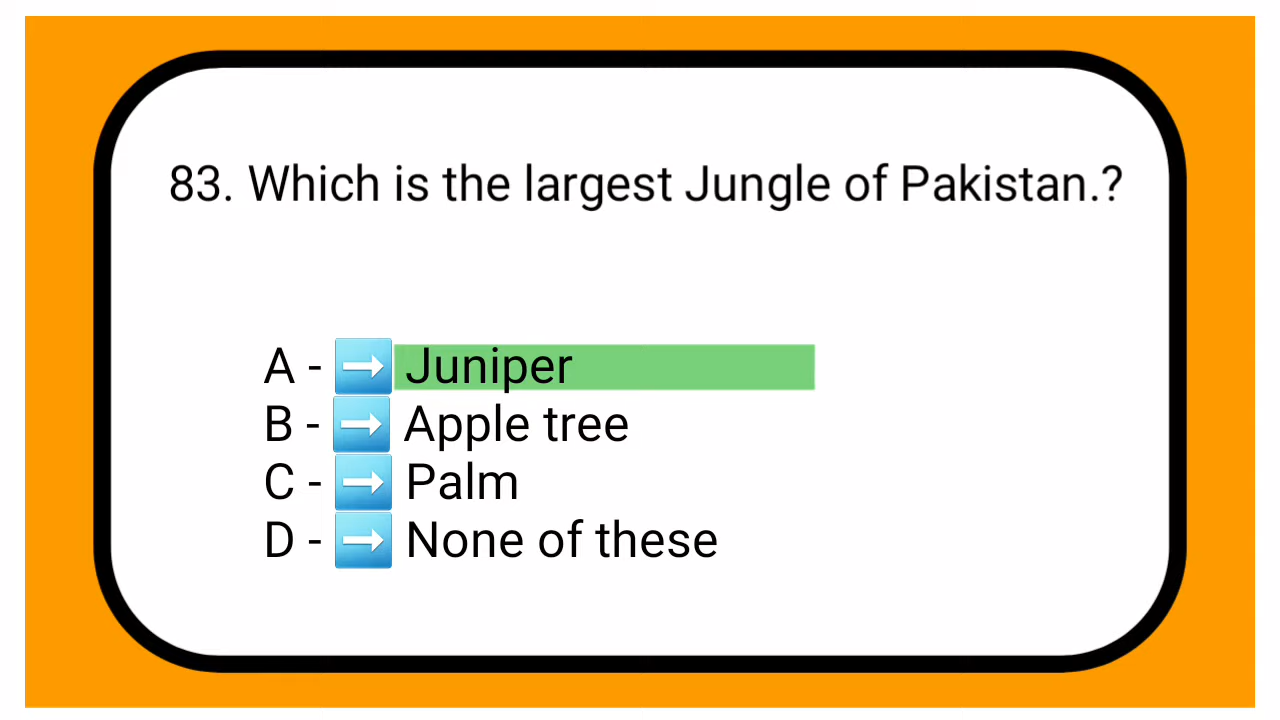 83. Which is the largest Jungle of Pakistan.?
A - ➡️ Juniper
B - ➡️ Apple tree
C - ➡️ Palm
D - ➡️ None of these